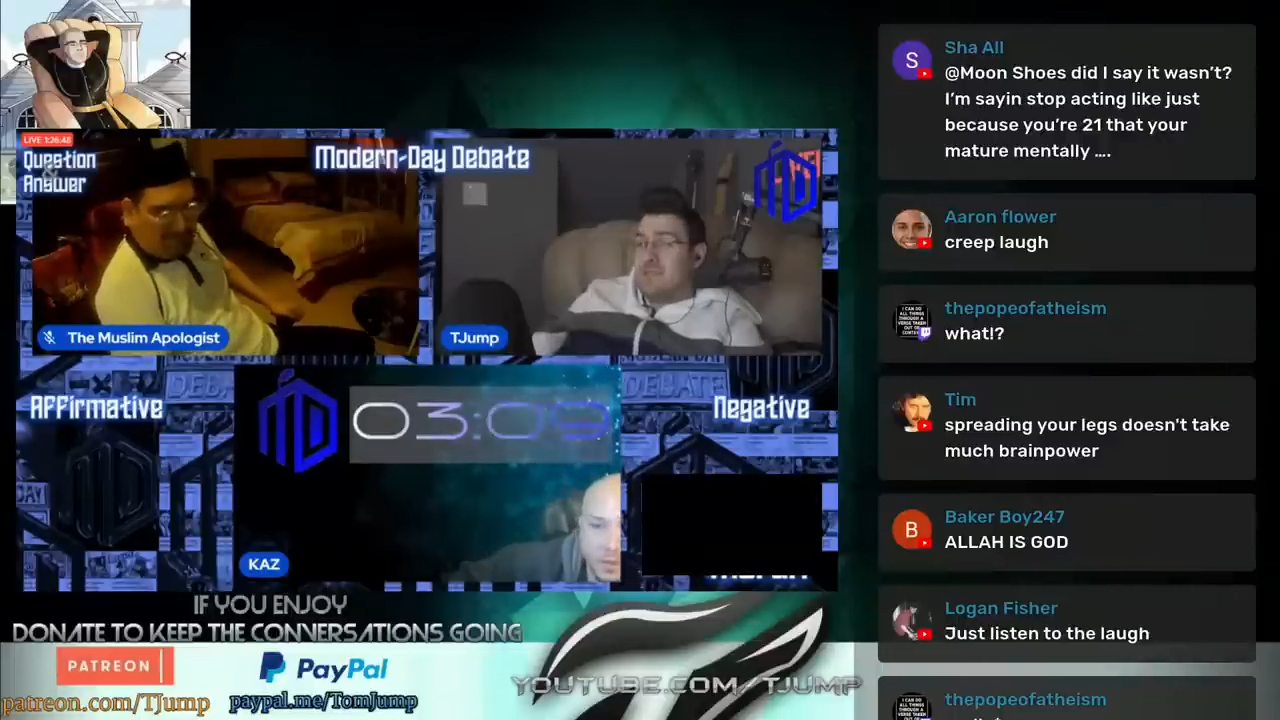 LIVE 1:26:48
Question
&
Answer
Modern-Day Debate
The Muslim Apologist
TJump
Affirmative
DEBATE
Negative
03:09
KAZ
IF YOU ENJOY
DONATE TO KEEP THE CONVERSATIONS GOING
PATREON
PayPal
patreon.com/TJump
paypal.me/TomJump
YOUTUBE.COM/TJUMP
S
Sha All
@Moon Shoes did I say it wasn't?
I'm sayin stop acting like just
because you're 21 that your
mature mentally ....
Aaron flower
creep laugh
thepopeofatheism
what!?
Tim
spreading your legs doesn't take
much brainpower
B
Baker Boy247
ALLAH IS GOD
Logan Fisher
Just listen to the laugh
thepopeofatheism